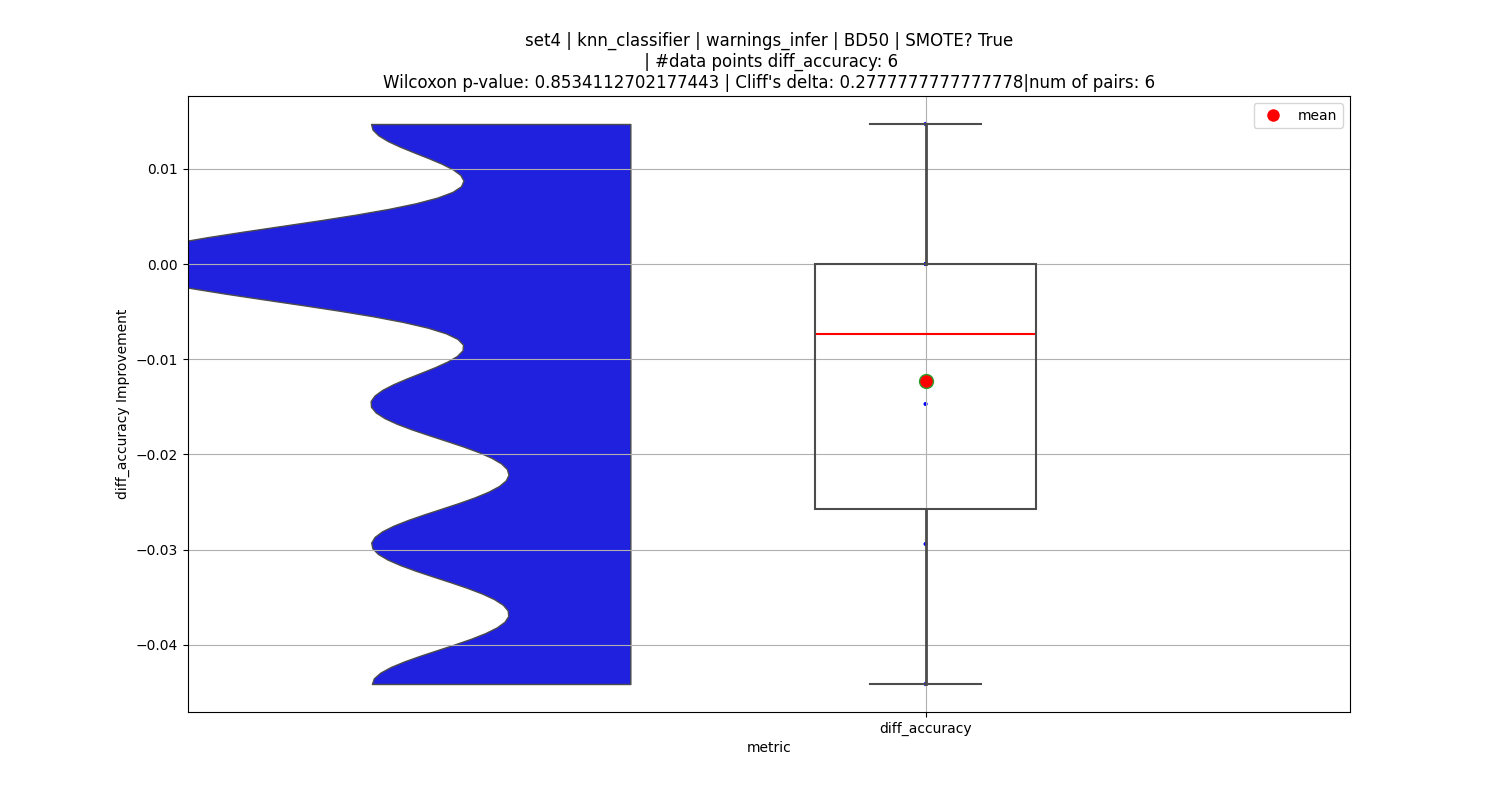 set4 | knn_classifier | warnings_infer | BD50 | SMOTE? True
| #data points diff_accuracy: 6
Wilcoxon p-value: 0.8534112702177443 | Cliff's delta: 0.2777777777777778|num of pairs: 6
mean
0.01
0.00
−0.01
−0.02
−0.03
−0.04
diff_accuracy Improvement
diff_accuracy
metric